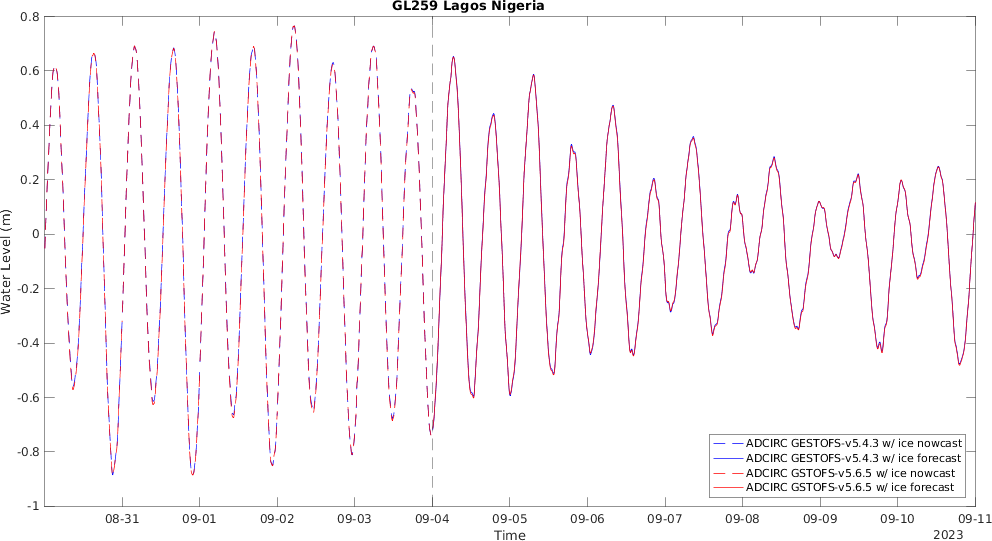 GL259 Lagos Nigeria
Water Level (m)
0.8
0.6
0.4
0.2
0
-0.2
-0.4
-0.6
-0.8
-1
ADCIRC GESTOFS-v5.4.3 w/ ice nowcast
ADCIRC GESTOFS-v5.4.3 w/ ice forecast
ADCIRC GSTOFS-v5.6.5 w/ ice nowcast
ADCIRC GSTOFS-v5.6.5 w/ ice forecast
08-31 09-01 09-02 09-03 09-04 09-05 09-06 09-07 09-08 09-09 09-10 09-11
Time
2023